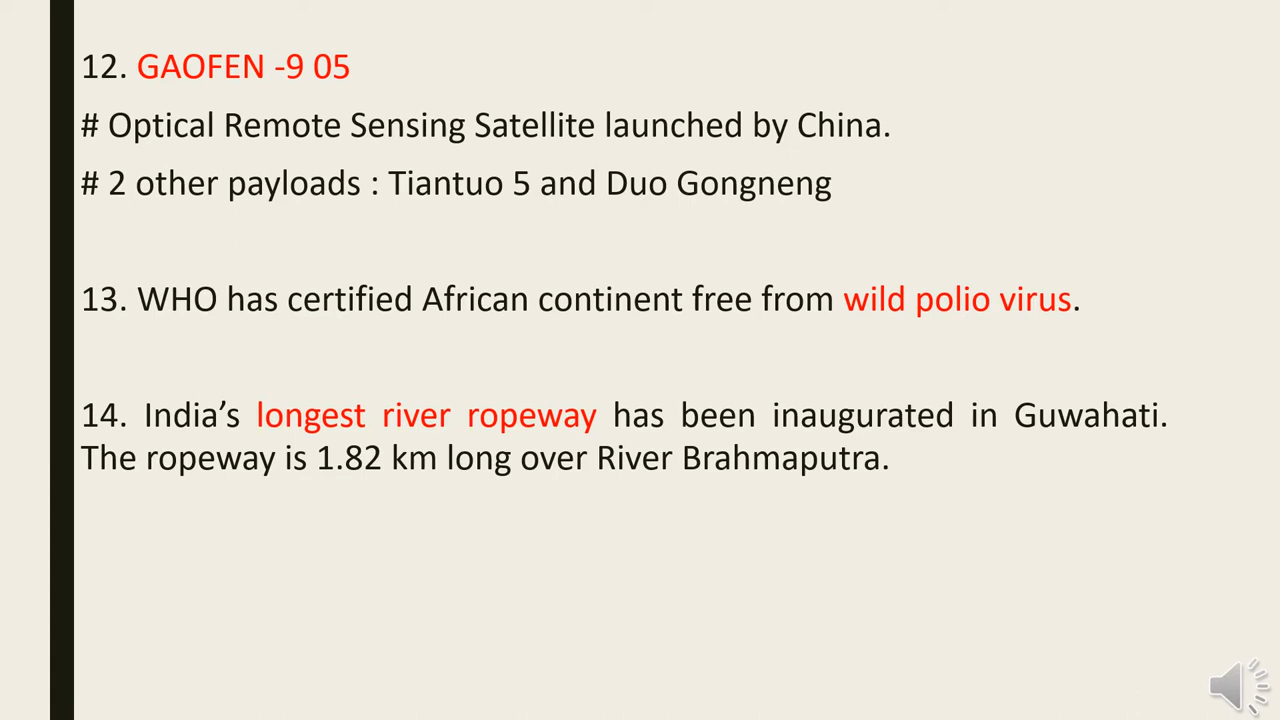 12. GAOFEN -9 05
# Optical Remote Sensing Satellite launched by China.
# 2 other payloads : Tiantuo 5 and Duo Gongneng
13. WHO has certified African continent free from wild polio virus.
14. India’s longest river ropeway has been inaugurated in Guwahati.
The ropeway is 1.82 km long over River Brahmaputra.